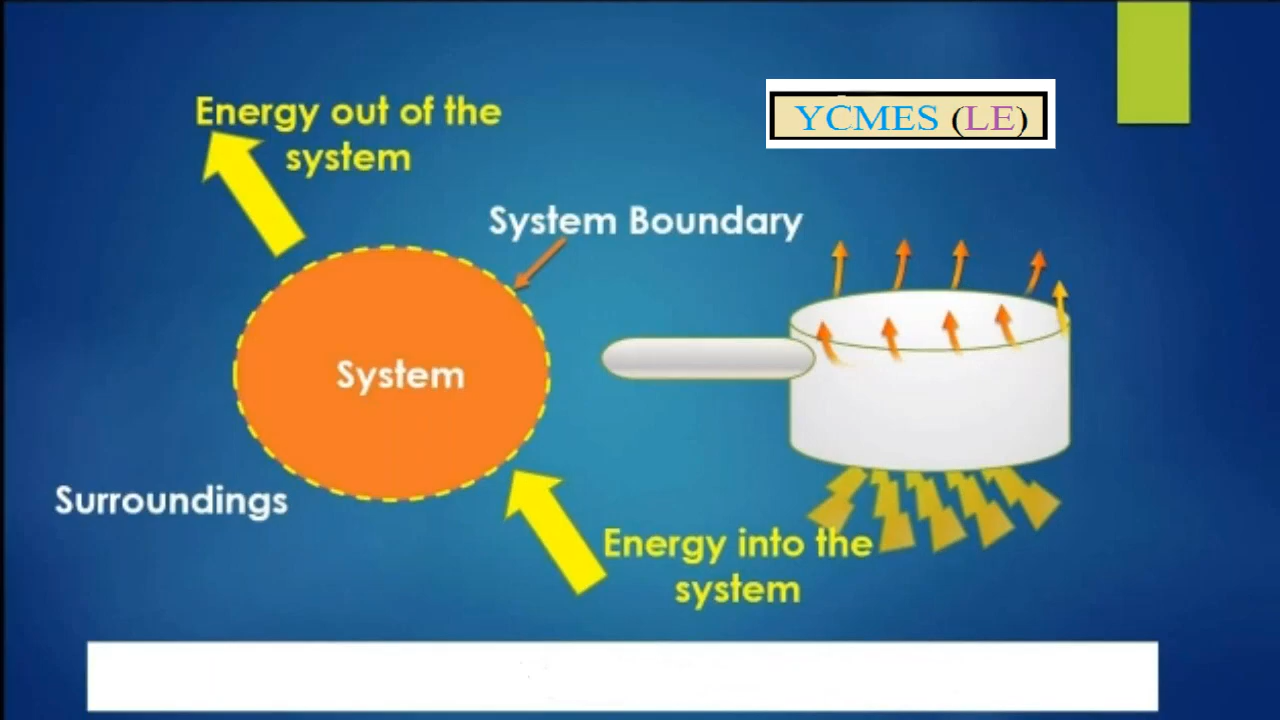 Energy out of the
system
YCMES (LE)
System Boundary
System
Surroundings
Energy into the
system